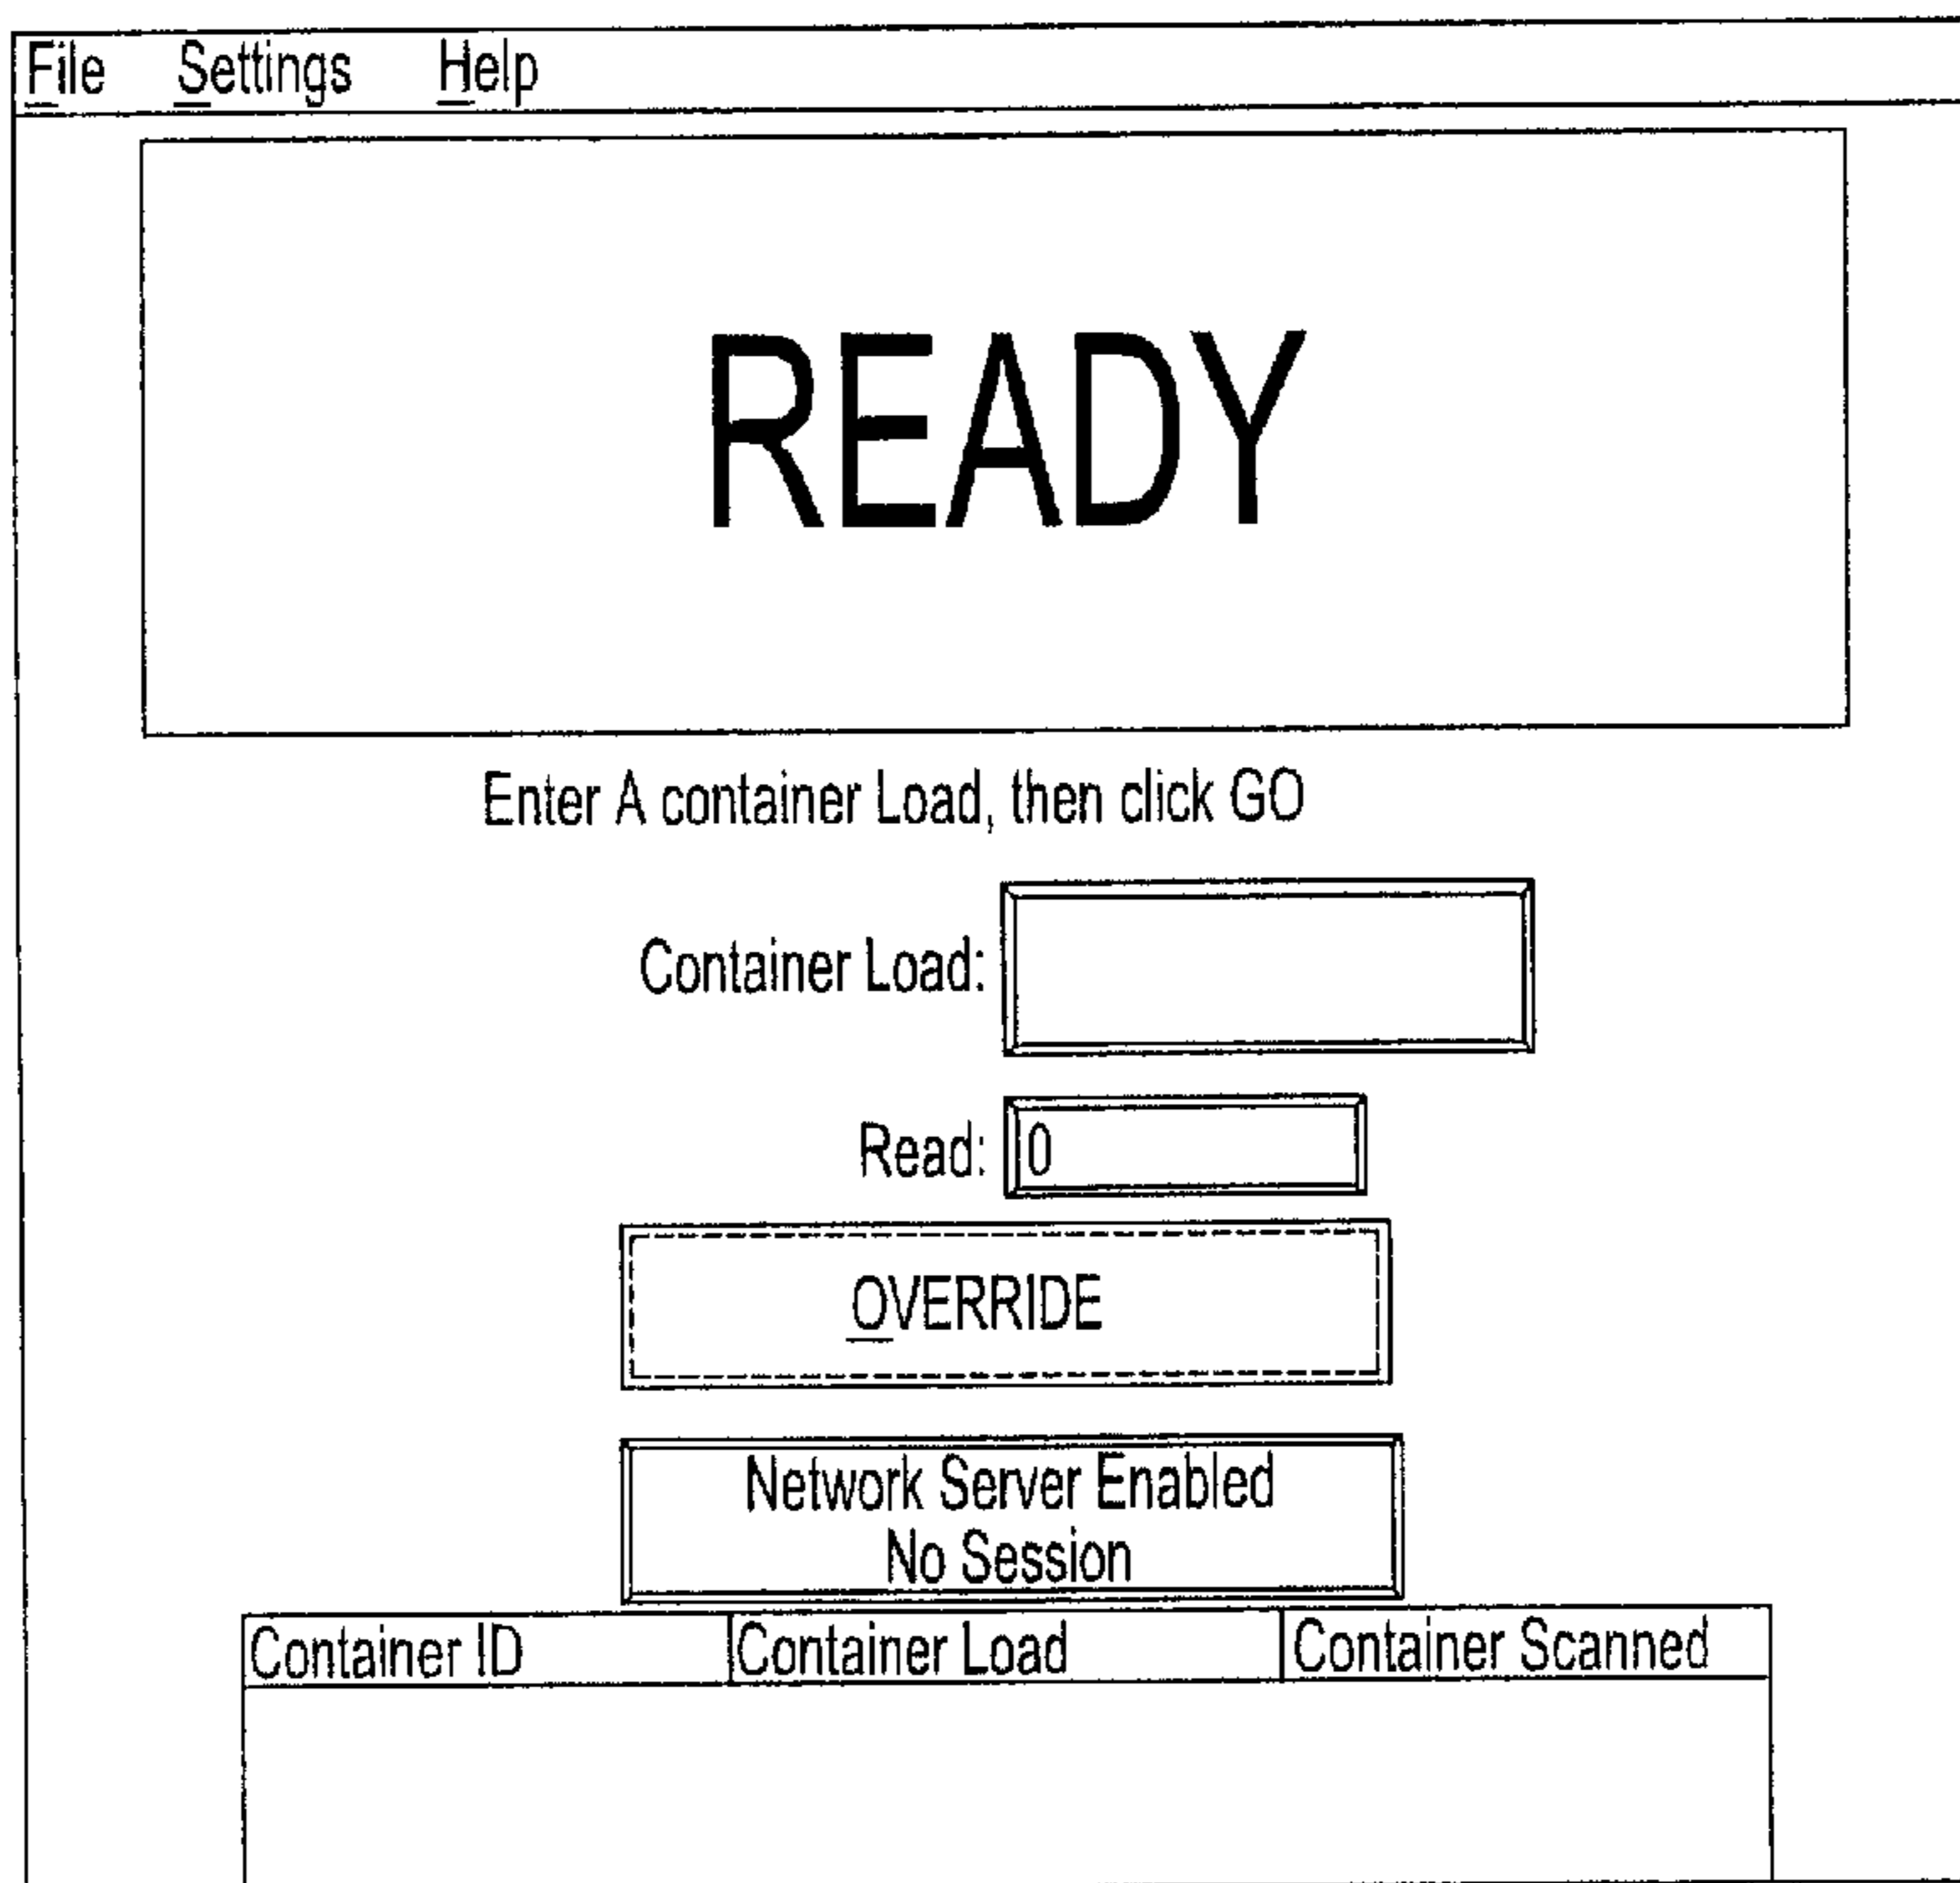 File Settings Help
READY
Enter A container Load, then click GO
Container Load:
Read: 0
OVERRIDE
Network Server Enabled
No Session
Container ID Container Load Container Scanned